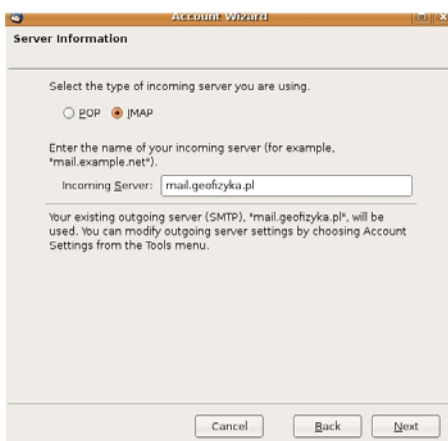 Account Wizard
Server Information
Select the type of incoming server you are using.
POP IMAP
Enter the name of your incoming server (for example,
"mail.example.net").
Incoming Server: mail.geofizyka.pl
Your existing outgoing server (SMTP), "mail.geofizyka.pl", will be
used. You can modify outgoing server settings by choosing Account
Settings from the Tools menu.
Cancel Back Next